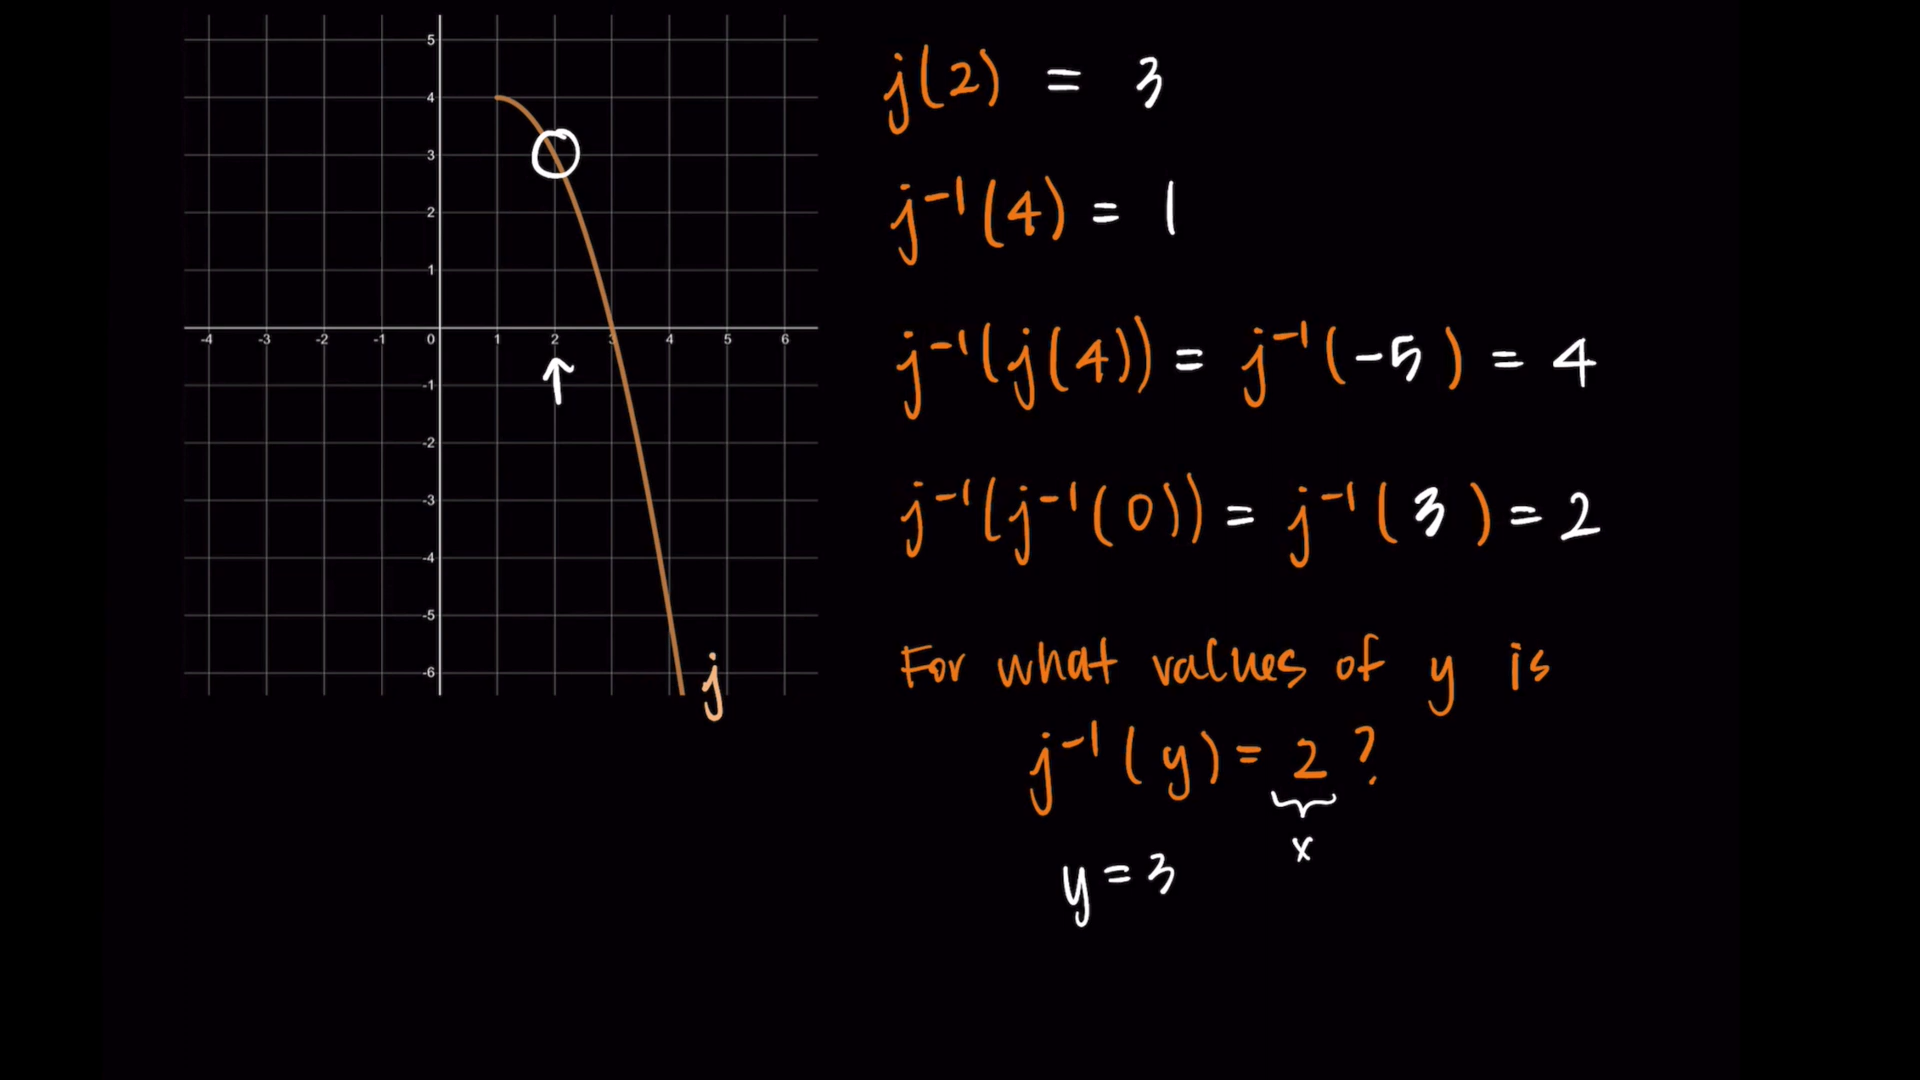 5
4
3
2
1
-4 -3 -2 -1 0 1 2 3 4 5 6
-1
-2
-3
-4
-5
-6
j
j(2) = 3
j⁻¹(4) = 1
j⁻¹(j(4)) = j⁻¹(-5) = 4
j⁻¹(j⁻¹(0)) = j⁻¹(3) = 2
For what values of y is
j⁻¹(y) = 2 ?
x
y = 3